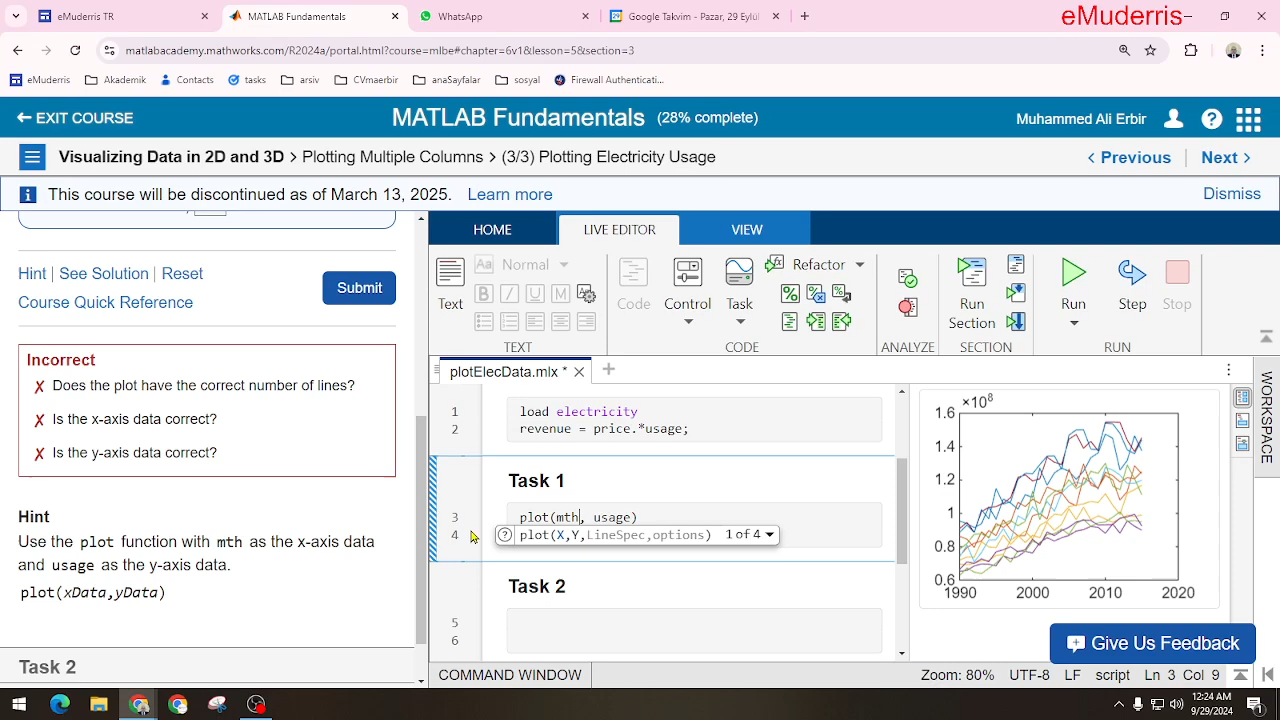 eMuderris TR
MATLAB Fundamentals
WhatsApp
Google Takvim - Pazar, 29 Eylül
eMuderris
matlabacademy.mathworks.com/R2024a/portal.html?course=mlbe#chapter=6v1&lesson=5&section=3
eMuderris
Akademik
Contacts
tasks
arsiv
CVmaerbir
anaSayfalar
sosyal
Firewall Authenticati...
EXIT COURSE
MATLAB Fundamentals (28% complete)
Muhammed Ali Erbir
Visualizing Data in 2D and 3D > Plotting Multiple Columns > (3/3) Plotting Electricity Usage
< Previous
Next >
This course will be discontinued as of March 13, 2025. Learn more
Dismiss
Hint | See Solution | Reset
Course Quick Reference
Submit
Incorrect
X Does the plot have the correct number of lines?
X Is the x-axis data correct?
X Is the y-axis data correct?
Hint
Use the plot function with mth as the x-axis data
and usage as the y-axis data.
plot(xData,yData)
Task 2
HOME
LIVE EDITOR
VIEW
Text
Aa
Normal
B
I
U
M
TEXT
Code
Control
Task
Refactor
CODE
ANALYZE
Run
Section
SECTION
Run
Step
Stop
RUN
plotElecData.mlx *
1 load electricity
2 revenue = price.*usage;
Task 1
3 plot(mth, usage)
4 plot(X,Y,LineSpec,options) 1 of 4
Task 2
5
6
×10⁸
1.6
1.4
1.2
1
0.8
0.6
1990
2000
2010
2020
WORKSPACE
Give Us Feedback
COMMAND WINDOW
Zoom: 80%
UTF-8
LF
script
Ln 3 Col 9
12:24 AM
9/29/2024